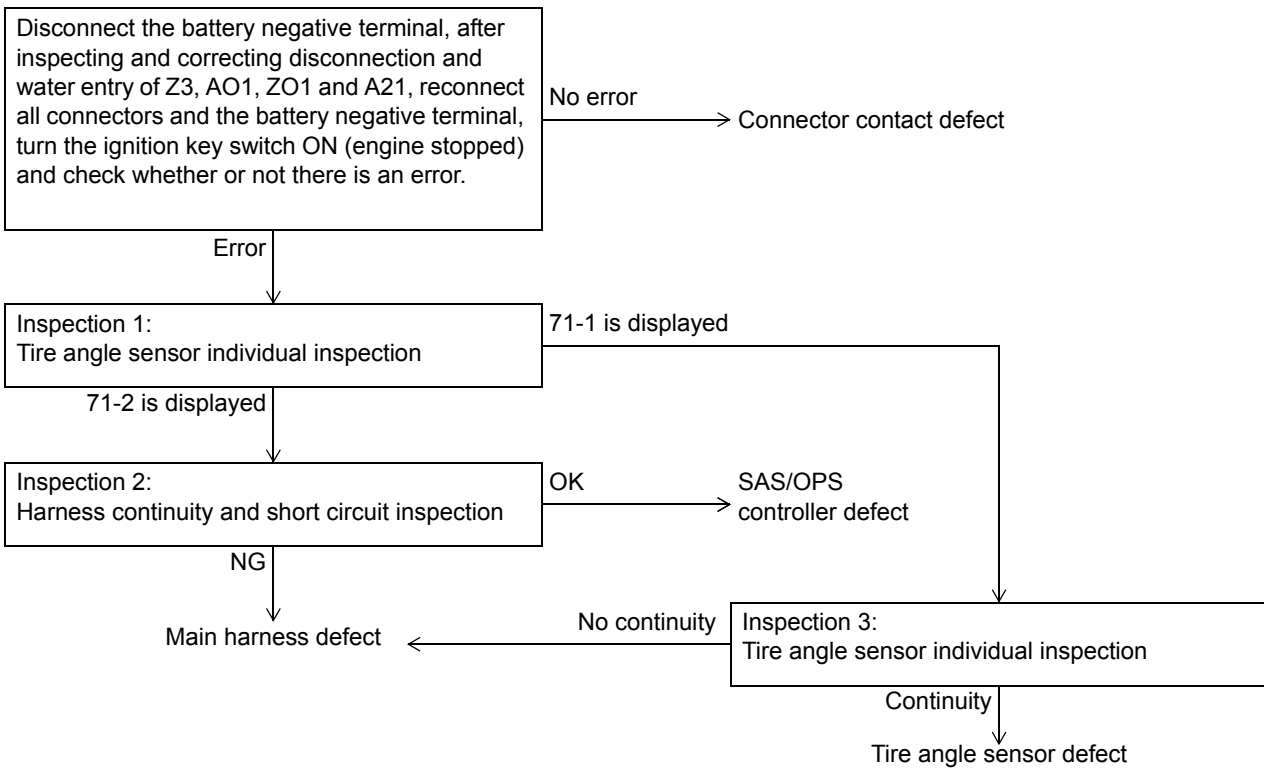 Disconnect the battery negative terminal, after
inspecting and correcting disconnection and
water entry of Z3, AO1, ZO1 and A21, reconnect
all connectors and the battery negative terminal,
turn the ignition key switch ON (engine stopped)
and check whether or not there is an error.
No error
Connector contact defect
Error
Inspection 1:
Tire angle sensor individual inspection
71-1 is displayed
71-2 is displayed
Inspection 2:
Harness continuity and short circuit inspection
OK
SAS/OPS
controller defect
NG
Main harness defect
No continuity
Inspection 3:
Tire angle sensor individual inspection
Continuity
Tire angle sensor defect